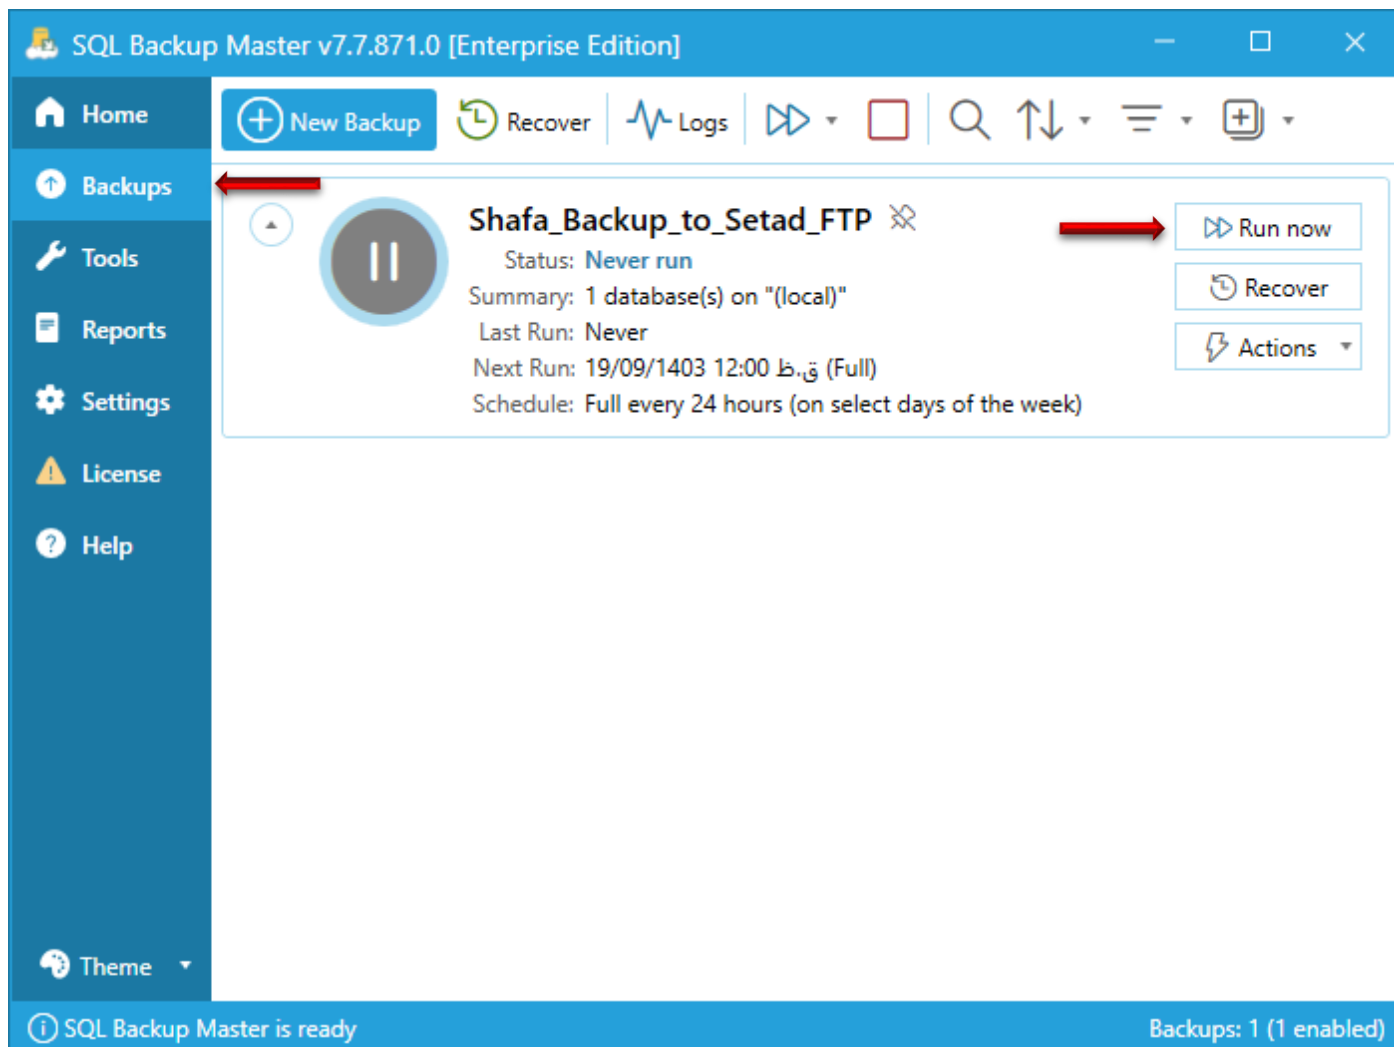 SQL Backup Master v7.7.871.0 [Enterprise Edition]
Home
Backups
Tools
Reports
Settings
License
Help
Theme
New Backup
Recover
Logs
Shafa_Backup_to_Setad_FTP
Status: Never run
Summary: 1 database(s) on "(local)"
Last Run: Never
Next Run: 19/09/1403 12:00 ق.ظ (Full)
Schedule: Full every 24 hours (on select days of the week)
Run now
Recover
Actions
SQL Backup Master is ready
Backups: 1 (1 enabled)